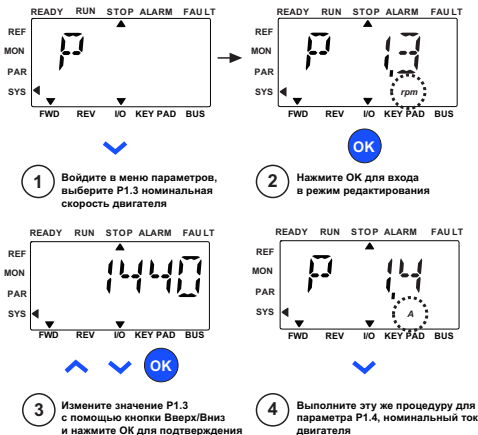 READY RUN STOP ALARM FAULT
REF
MON
PAR
SYS
P
FWD REV I/O KEYPAD BUS
READY RUN STOP ALARM FAULT
REF
MON
PAR
SYS
P 1,3
rpm
FWD REV I/O KEYPAD BUS
1 Войдите в меню параметров,
выберите P1.3 номинальная
скорость двигателя
OK
2 Нажмите OK для входа
в режим редактирования
READY RUN STOP ALARM FAULT
REF
MON
PAR
SYS
1440
FWD REV I/O KEYPAD BUS
OK
3 Измените значение P1.3
с помощью кнопки Вверх/Вниз
и нажмите ОК для подтверждения
READY RUN STOP ALARM FAULT
REF
MON
PAR
SYS
P 1,4
A
FWD REV I/O KEYPAD BUS
4 Выполните эту же процедуру для
параметра P1.4, номинальный ток
двигателя